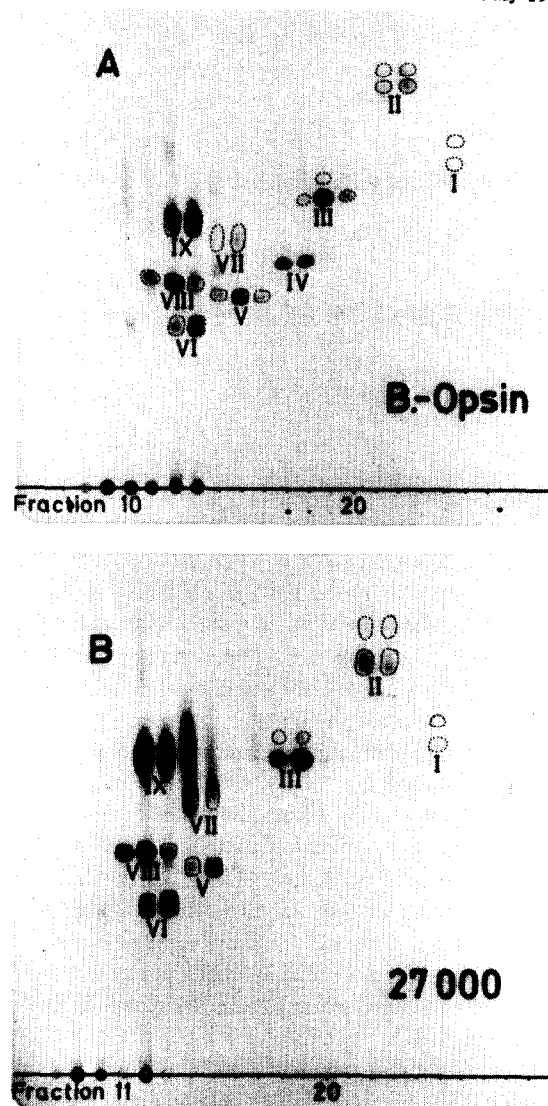 A
II
I
III
IX
VII
IV
VIII
V
VI
B.-Opsin
Fraction 10 20
B
II
I
III
IX
VII
VIII
V
VI
27000
Fraction 11 20